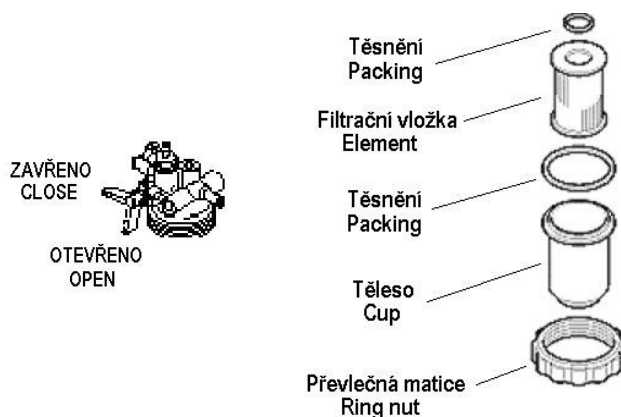 ZAVŘENO
CLOSE
OTEVŘENO
OPEN
Těsnění
Packing
Filtrační vložka
Element
Těsnění
Packing
Těleso
Cup
Převlečná matice
Ring nut